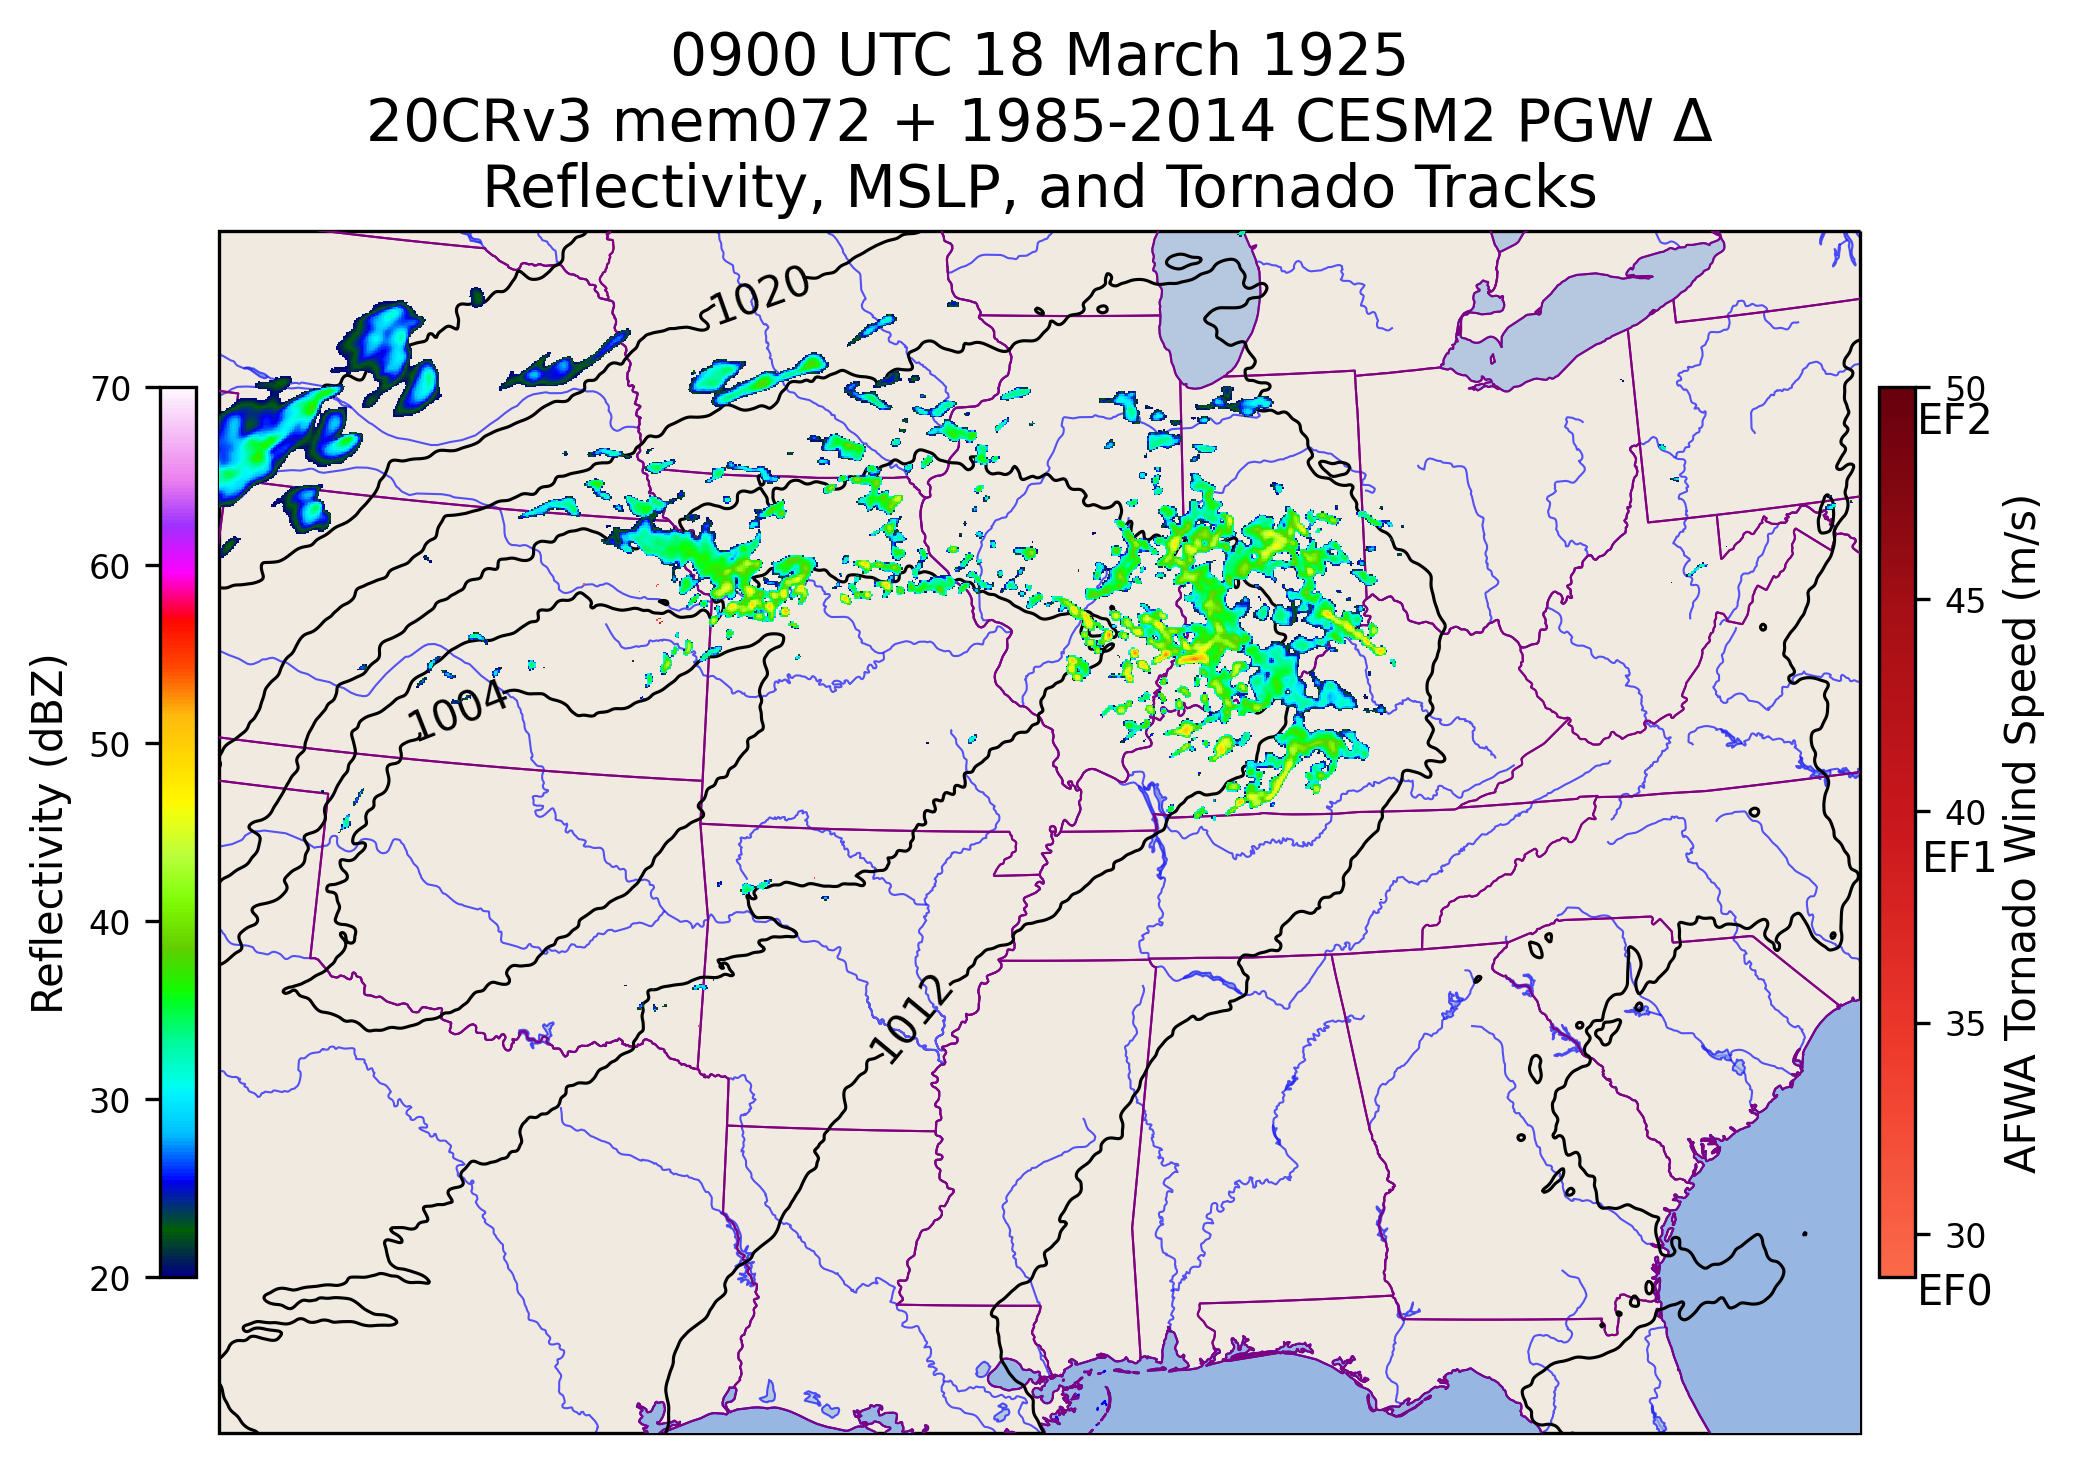 0900 UTC 18 March 1925
20CRv3 mem072 + 1985-2014 CESM2 PGW Δ
Reflectivity, MSLP, and Tornado Tracks
1020
1004
1012
70
60
50
40
30
20
Reflectivity (dBZ)
50
EF2
45
40
EF1
35
30
EF0
AFWA Tornado Wind Speed (m/s)